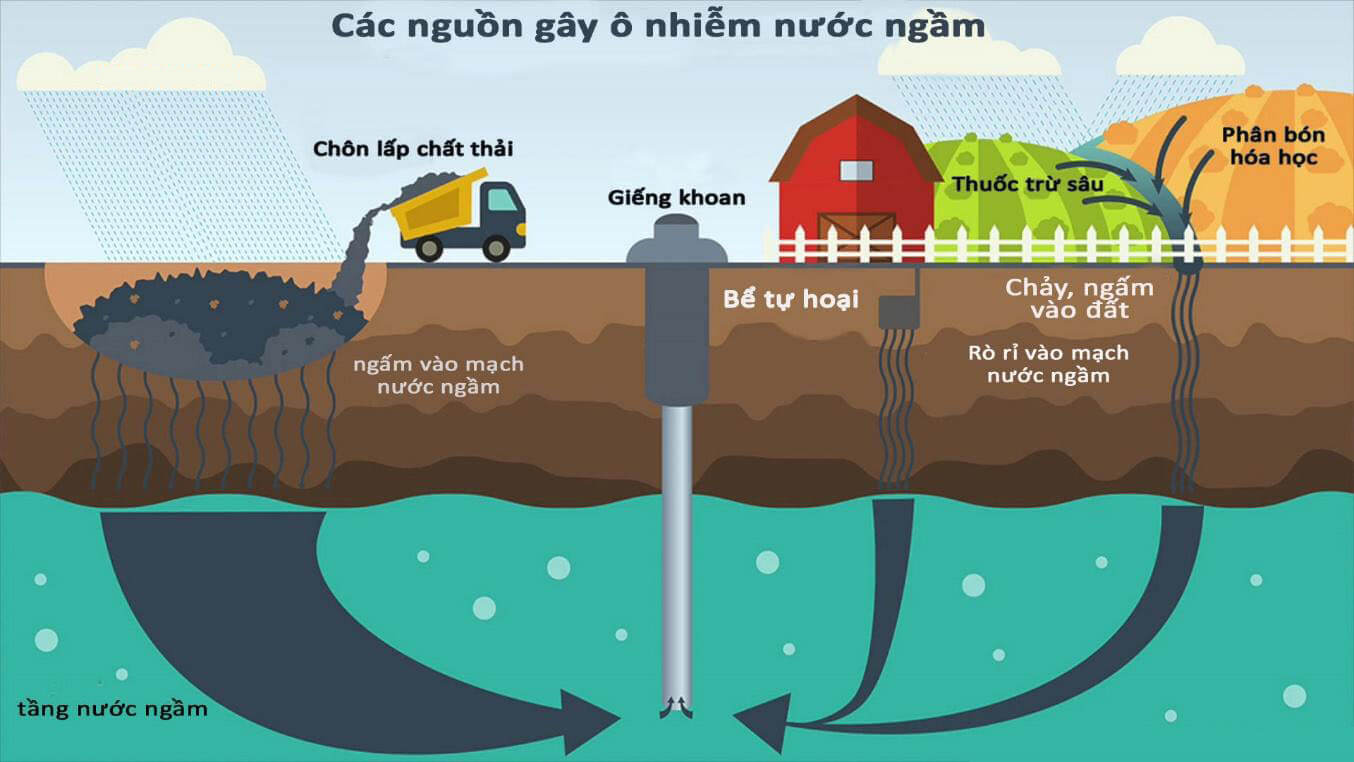 Các nguồn gây ô nhiễm nước ngầm
Chôn lấp chất thải
Giếng khoan
Thuốc trừ sâu
Phân bón
hóa học
Bể tự hoại
Chảy, ngấm
vào đất
ngấm vào mạch
nước ngầm
Rò rỉ vào mạch
nước ngầm
tầng nước ngầm